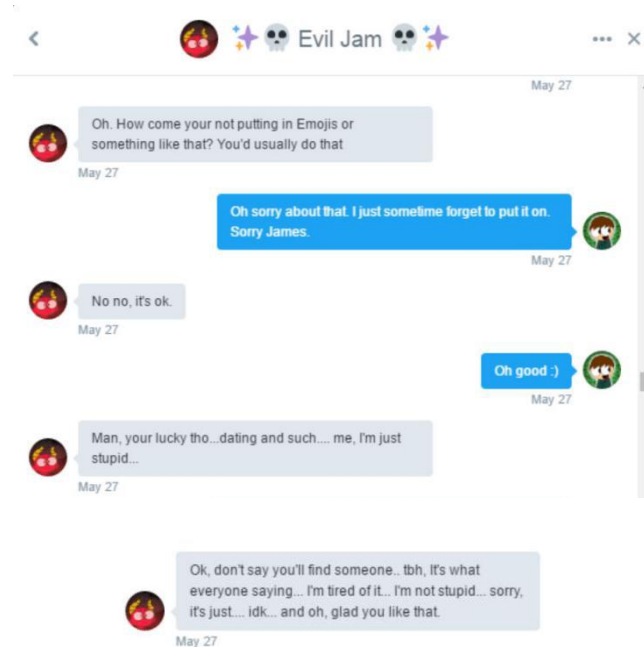 Evil Jam
May 27
Oh. How come your not putting in Emojis or
something like that? You'd usually do that
May 27
Oh sorry about that. I just sometime forget to put it on.
Sorry James.
May 27
No no, it's ok.
May 27
Oh good :)
May 27
Man, your lucky tho...dating and such.... me, I'm just
stupid...
May 27
Ok, don't say you'll find someone.. tbh, It's what
everyone saying... I'm tired of it... I'm not stupid... sorry,
it's just.... idk... and oh, glad you like that.
May 27